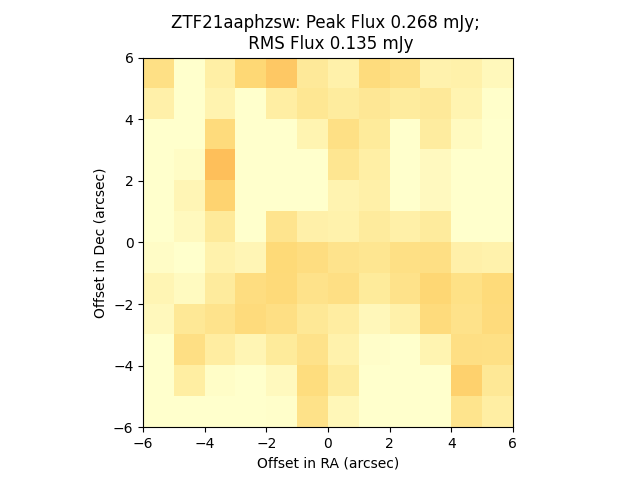 ZTF21aaphzsw: Peak Flux 0.268 mJy;
RMS Flux 0.135 mJy
6
4
2
0
−2
−4
−6
Offset in Dec (arcsec)
−6 −4 −2 0 2 4 6
Offset in RA (arcsec)